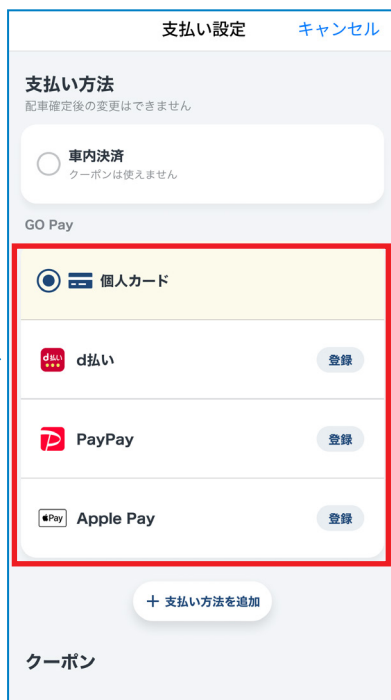 支払い設定 キャンセル
支払い方法
配車確定後の変更はできません
車内決済
クーポンは使えません
GO Pay
個人カード
d払い d払い 登録
PayPay 登録
Pay Apple Pay 登録
+ 支払い方法を追加
クーポン